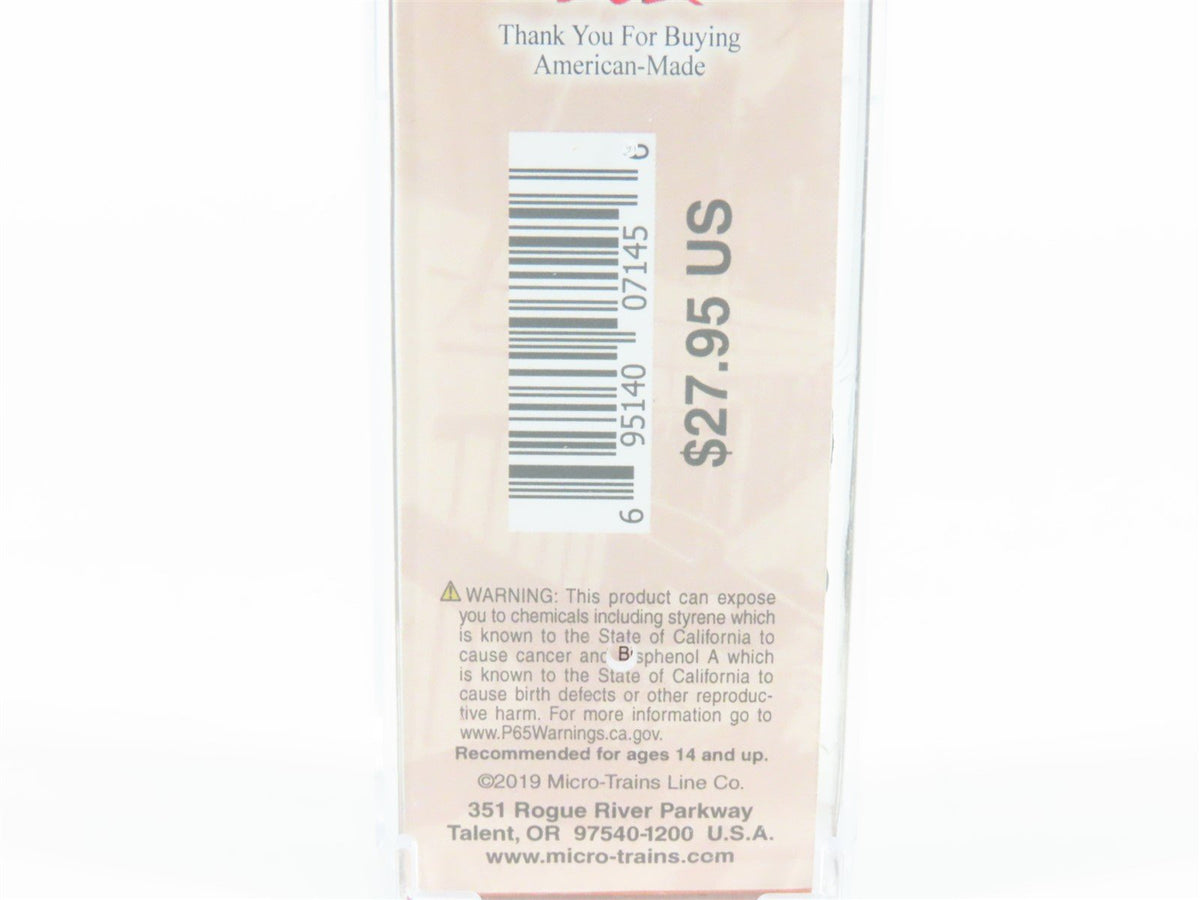 Thank You For Buying
American-Made
6 95140 07145 6
$27.95 US
WARNING: This product can expose
you to chemicals including styrene which
is known to the State of California to
cause cancer and Bisphenol A which
is known to the State of California to
cause birth defects or other reproduc-
tive harm. For more information go to
www.P65Warnings.ca.gov.
Recommended for ages 14 and up.
©2019 Micro-Trains Line Co.
351 Rogue River Parkway
Talent, OR 97540-1200 U.S.A.
www.micro-trains.com